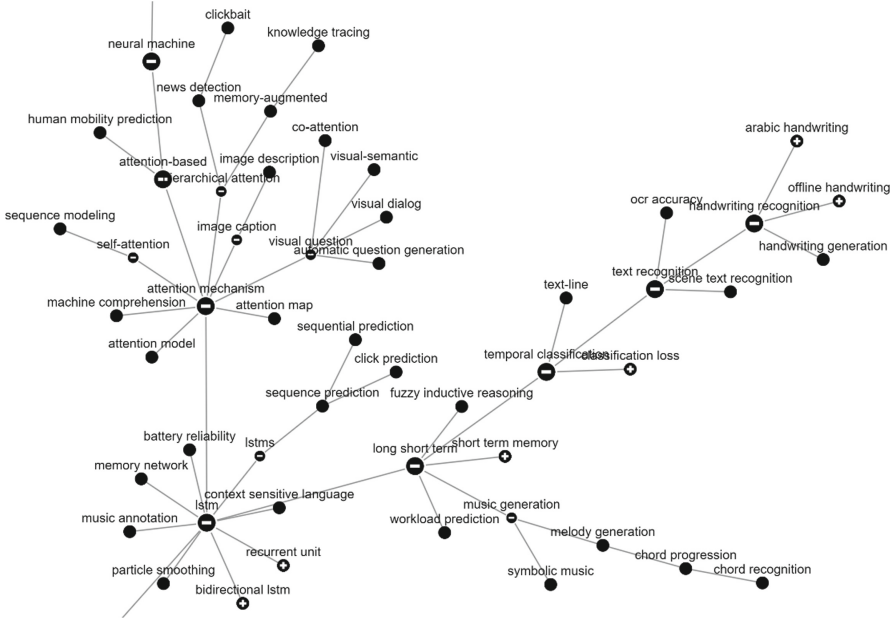 clickbait
knowledge tracing
neural machine
news detection
memory-augmented
human mobility prediction
co-attention
arabic handwriting
attention-based
image description
visual-semantic
hierarchical attention
offline handwriting
ocr accuracy
handwriting recognition
visual dialog
sequence modeling
image caption
self-attention
visual question
automatic question generation
handwriting generation
text recognition
scene text recognition
attention mechanism
text-line
machine comprehension
attention map
sequential prediction
attention model
click prediction
temporal classification
classification loss
sequence prediction
fuzzy inductive reasoning
battery reliability
lstms
long short term
short term memory
memory network
context sensitive language
lstm
music generation
music annotation
workload prediction
melody generation
recurrent unit
chord progression
particle smoothing
symbolic music
chord recognition
bidirectional lstm